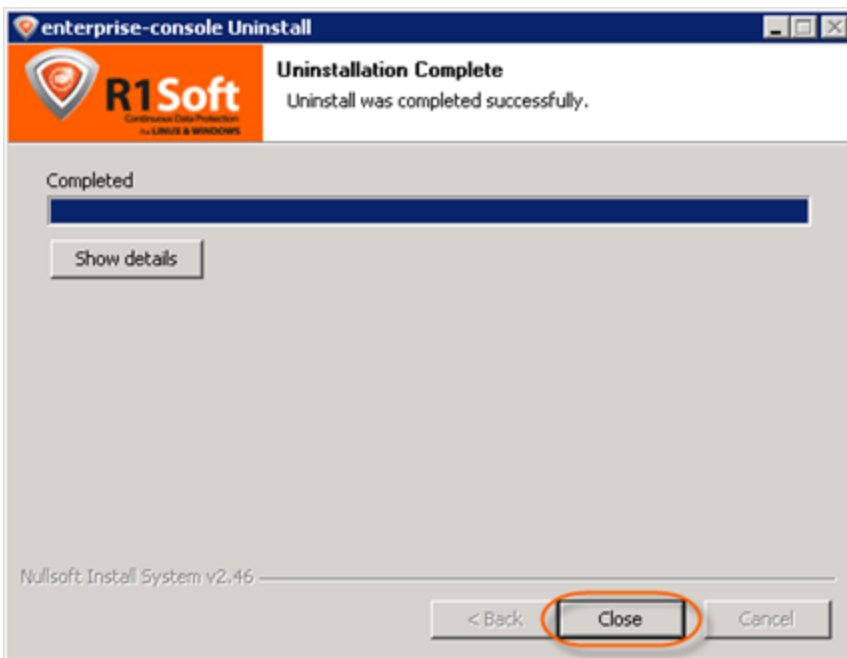 enterprise-console Uninstall
R1Soft
Continuous Data Protection
for LINUX & WINDOWS
Uninstallation Complete
Uninstall was completed successfully.
Completed
Show details
Nullsoft Install System v2.46
< Back Close Cancel